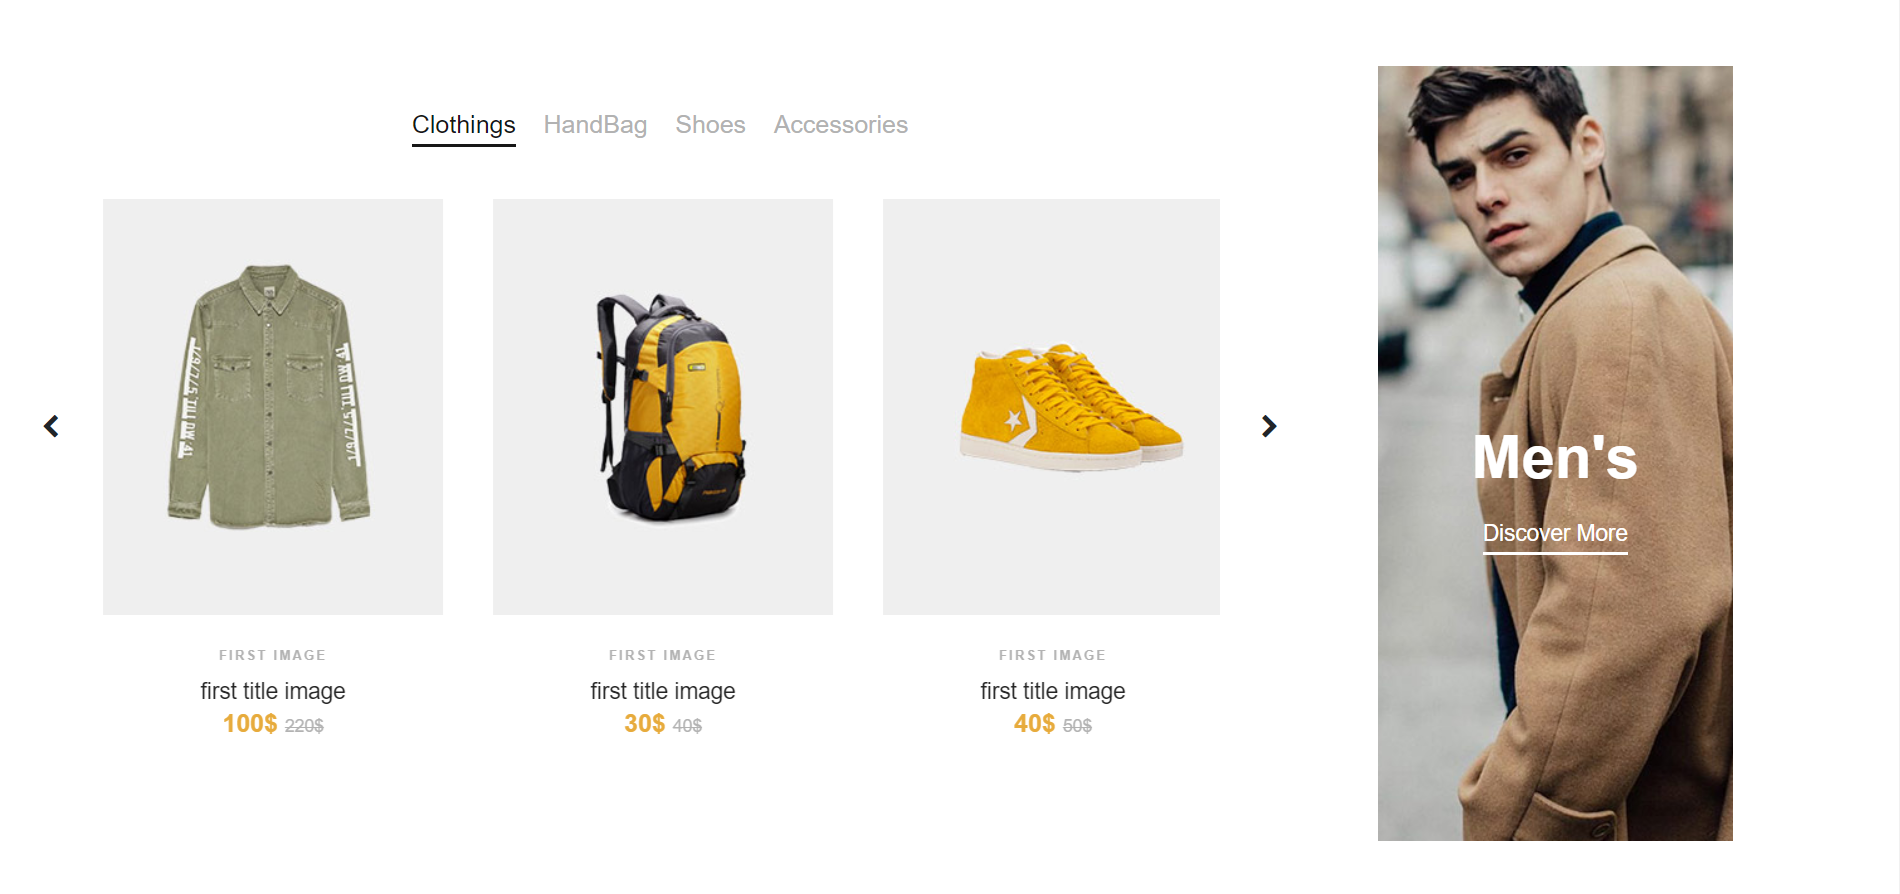 Clothings HandBag Shoes Accessories
FIRST IMAGE
first title image
100$ 220$
FIRST IMAGE
first title image
30$ 40$
FIRST IMAGE
first title image
40$ 50$
Men's
Discover More